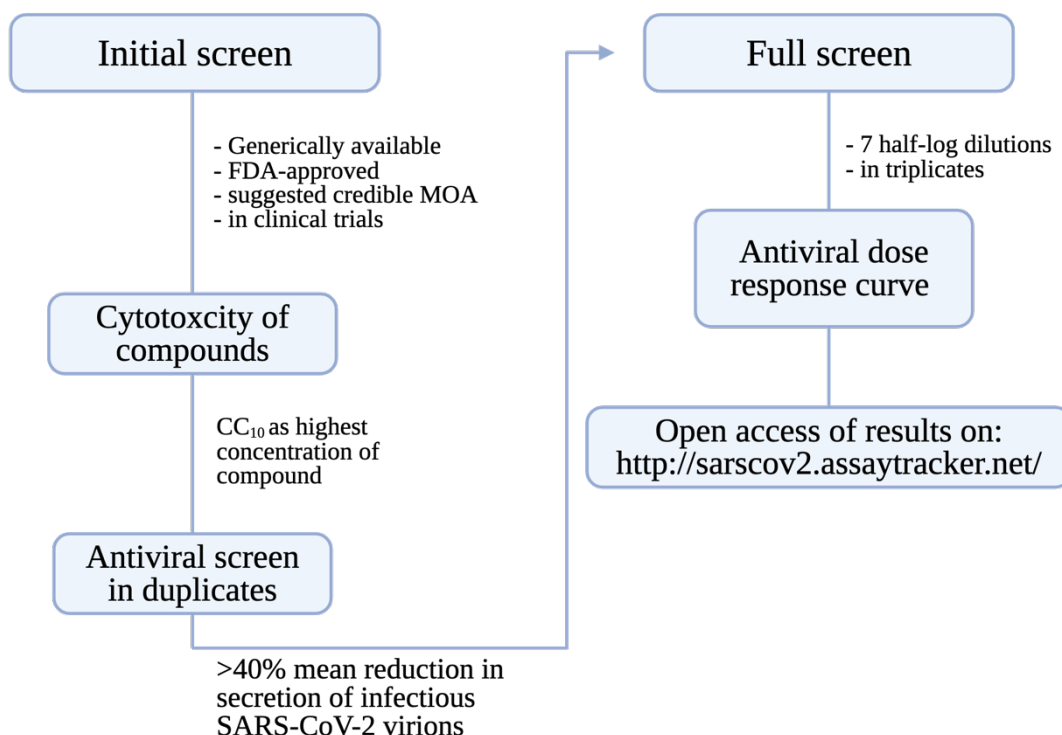 Initial screen
- Generically available
- FDA-approved
- suggested credible MOA
- in clinical trials
Cytotoxcity of
compounds
CC10 as highest
concentration of
compound
Antiviral screen
in duplicates
>40% mean reduction in
secretion of infectious
SARS-CoV-2 virions
Full screen
- 7 half-log dilutions
- in triplicates
Antiviral dose
response curve
Open access of results on:
http://sarscov2.assaytracker.net/